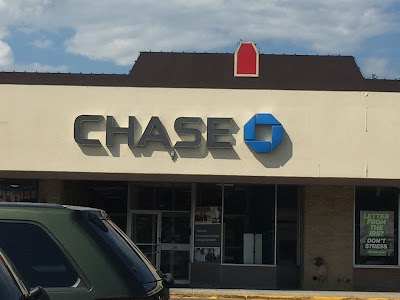 CHASE
LETTER
FROM
THE
IRS?
DON'T
STRESS